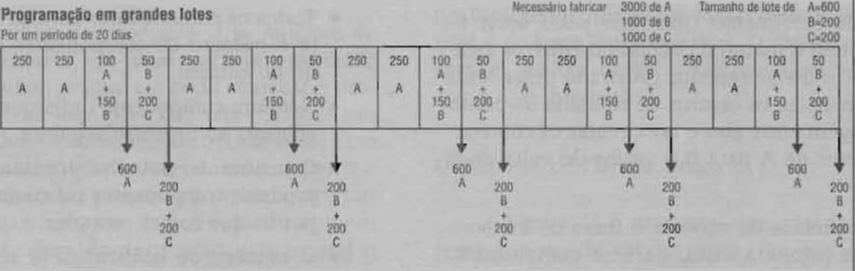 Programação em grandes lotes
Necessário fabricar 3000 de A Tamanho de lote de A=600
1000 de B B=200
1000 de C C=200
Por um período de 20 dias
250 250 100 50 250 250 100 50 250 250 100 50 250 250 100 50 250 250 100 50
A B A B A B A B A B
A A + + A A + + A A + + A A + + A A + +
150 200 150 200 150 200 150 200 150 200
B C B C B C B C B C
600 600 600 600 600
A A A A A
200 200 200 200 200
B B B B B
+ + + + +
200 200 200 200 200
C C C C C